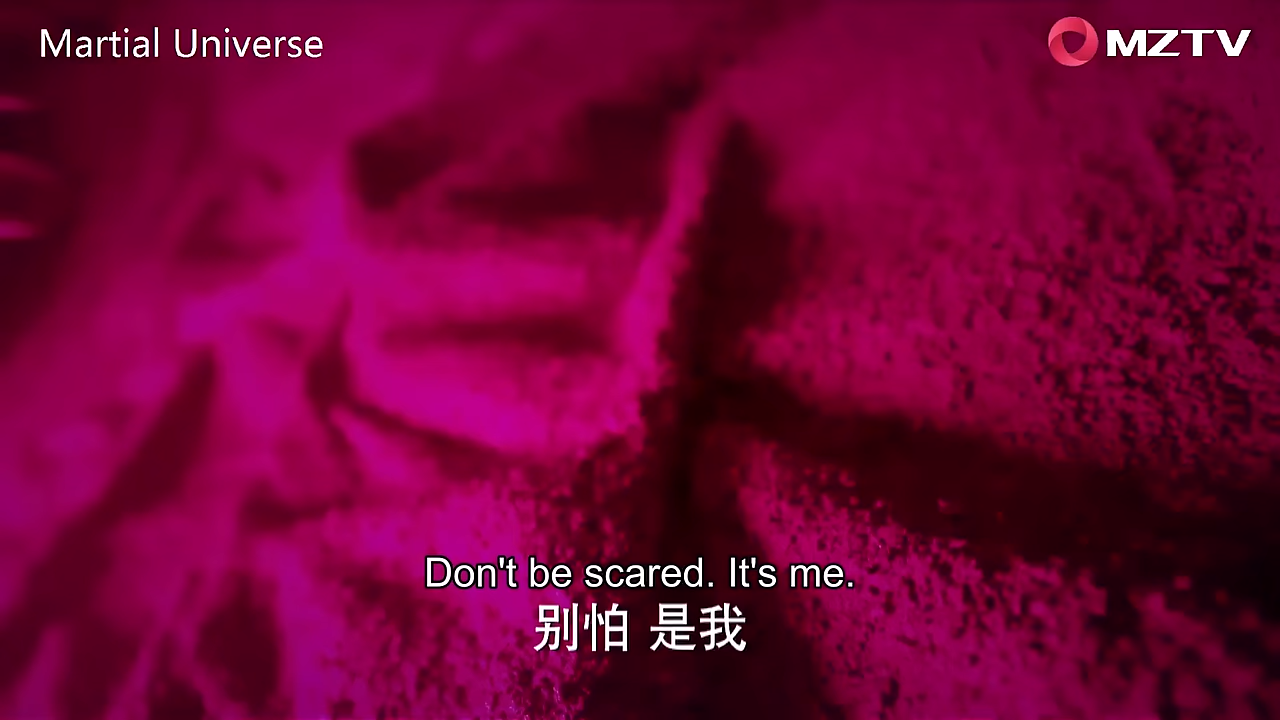 Martial Universe
MZTV
Don't be scared. It's me.
别怕 是我